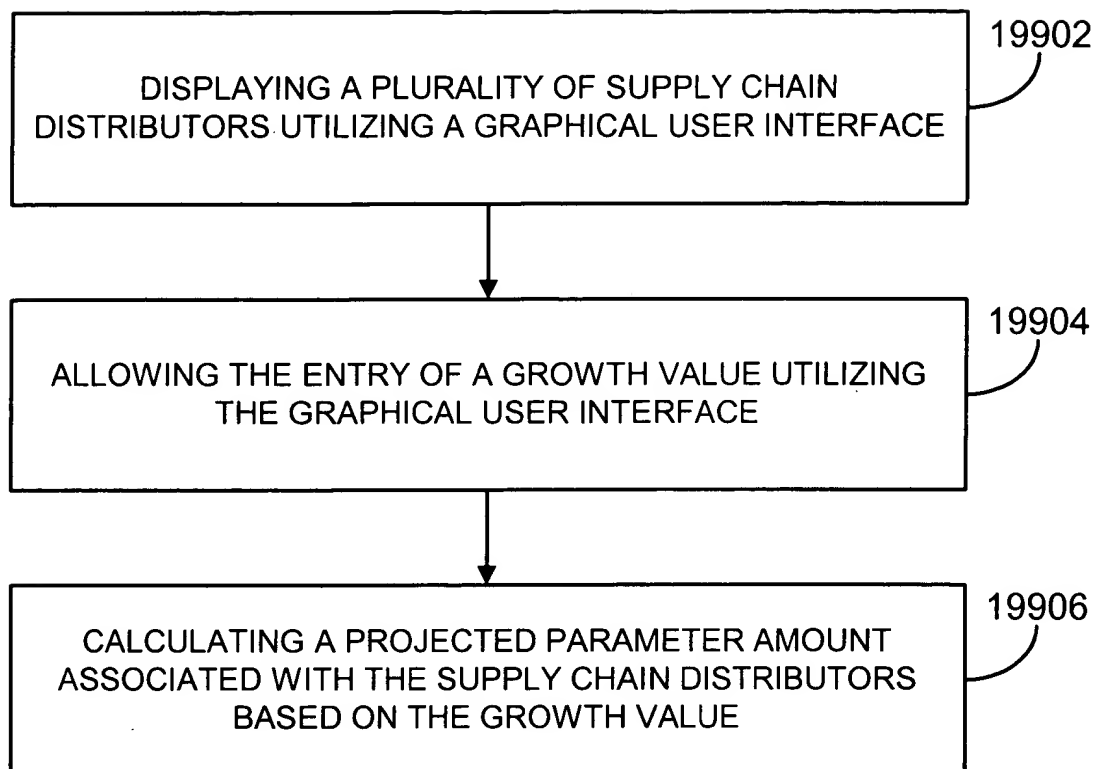 19902
DISPLAYING A PLURALITY OF SUPPLY CHAIN
DISTRIBUTORS UTILIZING A GRAPHICAL USER INTERFACE
19904
ALLOWING THE ENTRY OF A GROWTH VALUE UTILIZING
THE GRAPHICAL USER INTERFACE
19906
CALCULATING A PROJECTED PARAMETER AMOUNT
ASSOCIATED WITH THE SUPPLY CHAIN DISTRIBUTORS
BASED ON THE GROWTH VALUE